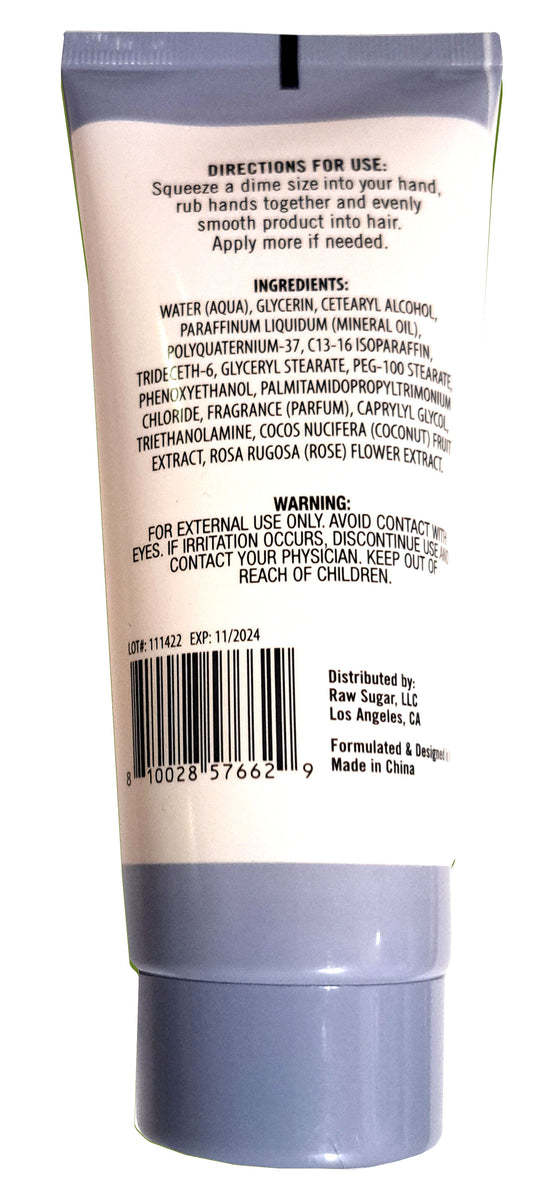 DIRECTIONS FOR USE:
Squeeze a dime size into your hand,
rub hands together and evenly
smooth product into hair.
Apply more if needed.
INGREDIENTS:
WATER (AQUA), GLYCERIN, CETEARYL ALCOHOL,
PARAFFINUM LIQUIDUM (MINERAL OIL),
POLYQUATERNIUM-37, C13-16 ISOPARAFFIN,
TRIDECETH-6, GLYCERYL STEARATE, PEG-100 STEARATE,
PHENOXYETHANOL, PALMITAMIDOPROPYLTRIMONIUM
CHLORIDE, FRAGRANCE (PARFUM), CAPRYLYL GLYCOL,
TRIETHANOLAMINE, COCOS NUCIFERA (COCONUT) FRUIT
EXTRACT, ROSA RUGOSA (ROSE) FLOWER EXTRACT.
WARNING:
FOR EXTERNAL USE ONLY. AVOID CONTACT WITH
EYES. IF IRRITATION OCCURS, DISCONTINUE USE AND
CONTACT YOUR PHYSICIAN. KEEP OUT OF
REACH OF CHILDREN.
LOT#: 111422 EXP: 11/2024
8 10028 57662 9
Distributed by:
Raw Sugar, LLC
Los Angeles, CA
Formulated & Designed
Made in China